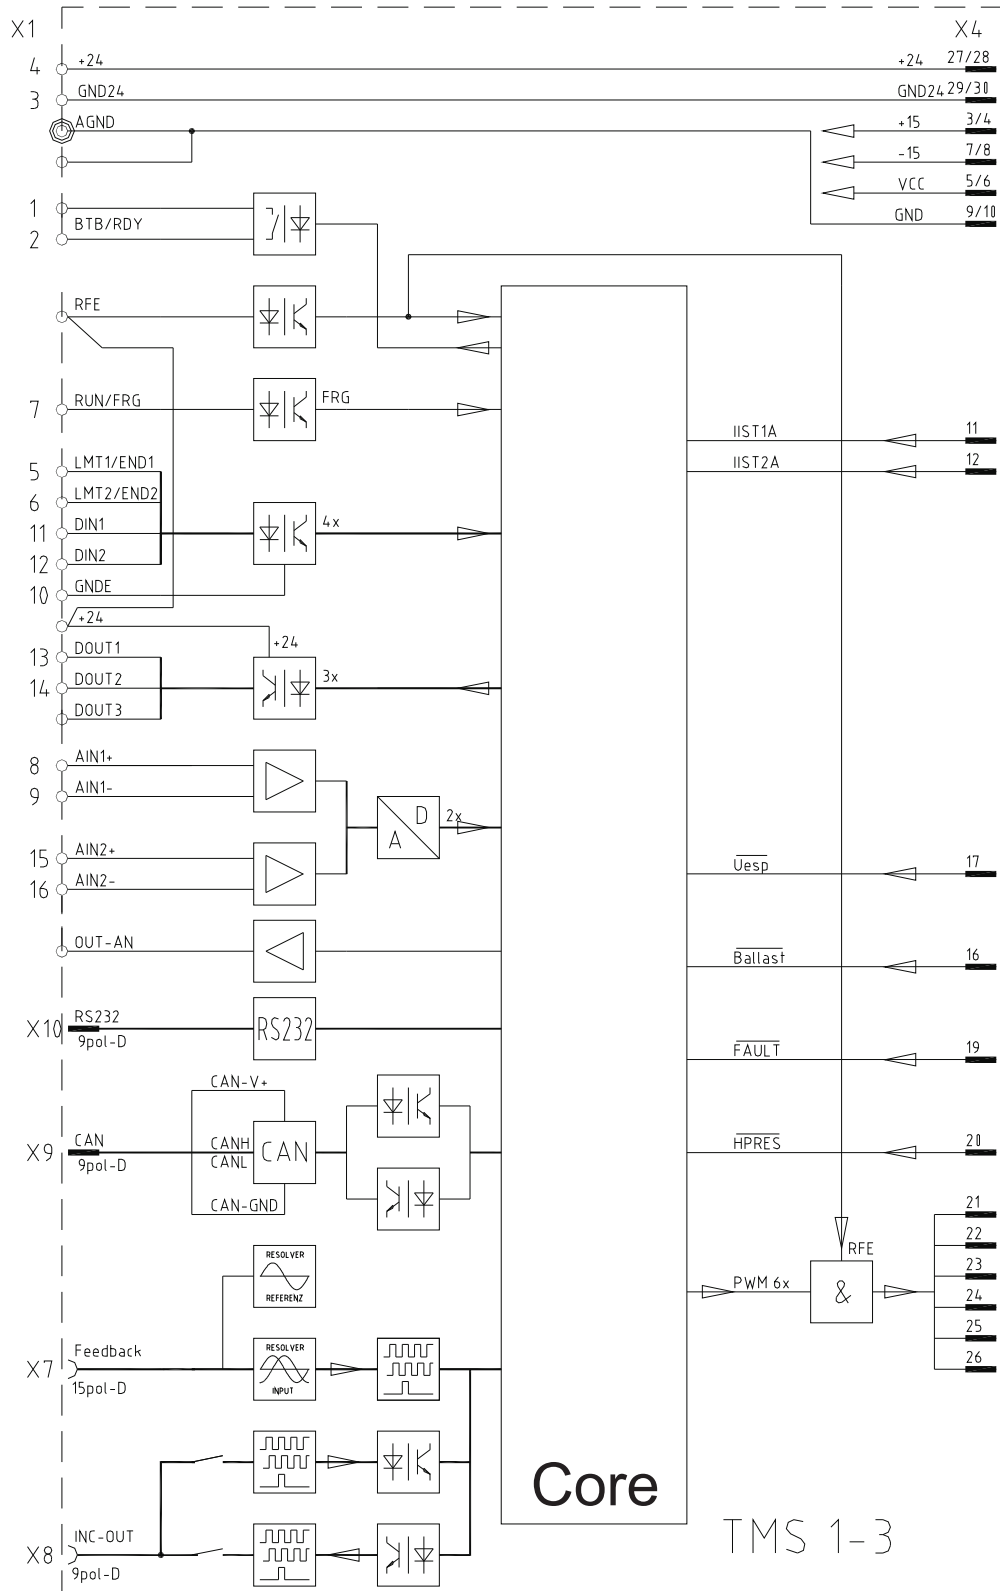 X1 X4
4 +24 +24 27/28
3 GND24 GND24 29/30
AGND +15 3/4
-15 7/8
VCC 5/6
1 GND 9/10
BTB/RDY
2
RFE
7 RUN/FRG FRG
IIST1A 11
5 LMT1/END1 IIST2A 12
6 LMT2/END2
11 DIN1 4x
12 DIN2
10 GNDE
+24
+24
13 DOUT1
14 DOUT2 3x
DOUT3
8 AIN1+
9 AIN1-
D 2x
A
15 AIN2+
Uesp 17
16 AIN2-
OUT-AN
Ballast 16
X10 RS232 RS232
9pol-D
FAULT 19
CAN-V+
X9 CAN CANH CAN
9pol-D CANL
HPRES 20
CAN-GND
21
22
RFE
RESOLVER
REFERENZ
23
PWM 6x & 24
25
X7 Feedback RESOLVER 26
15pol-D INPUT
Core
TMS 1-3
X8 INC-OUT
9pol-D